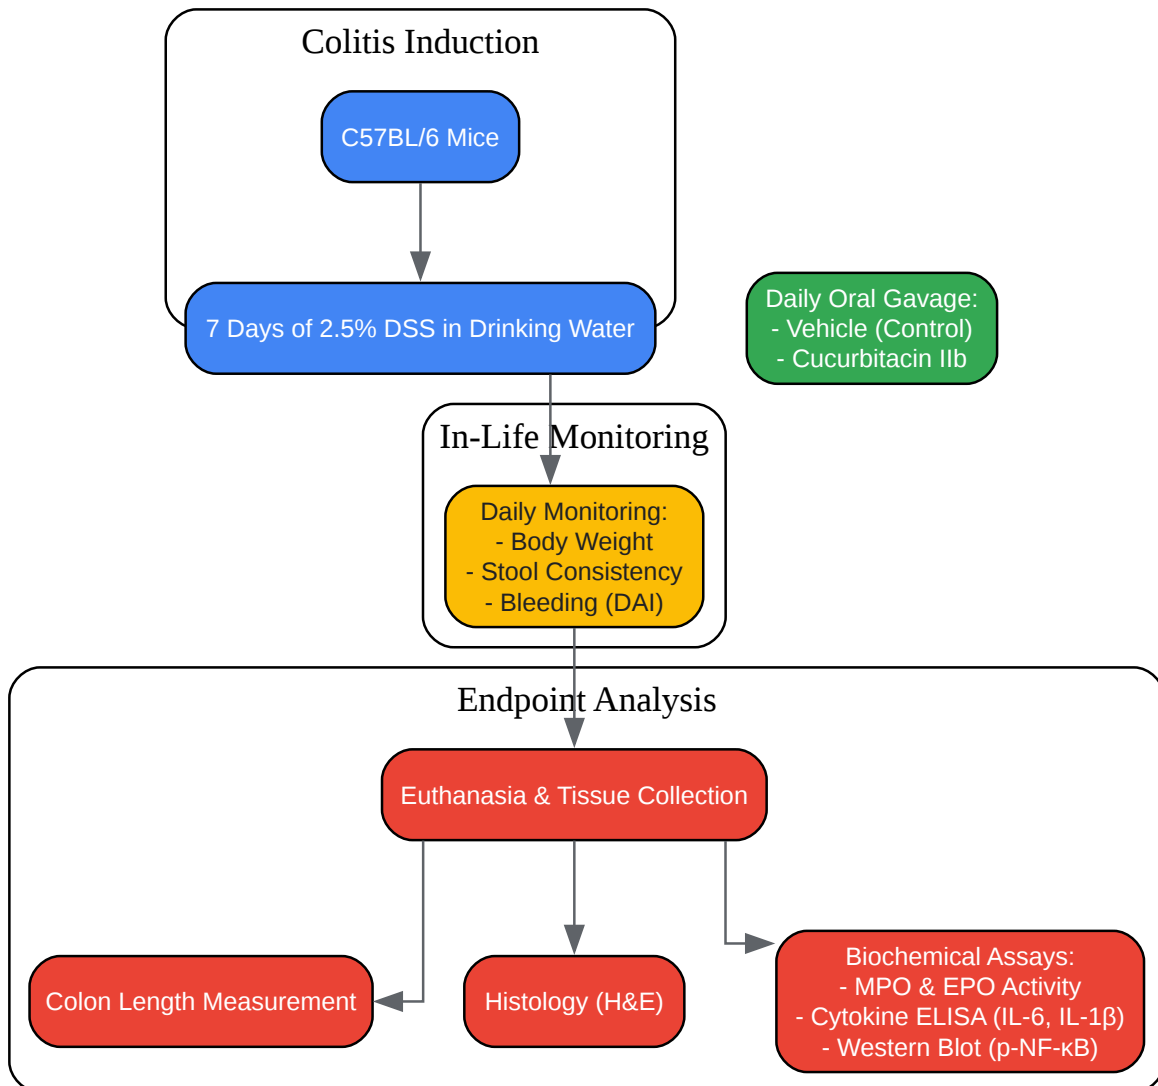 Colitis Induction
C57BL/6 Mice
7 Days of 2.5% DSS in Drinking Water
Daily Oral Gavage:
- Vehicle (Control)
- Cucurbitacin IIb
In-Life Monitoring
Daily Monitoring:
- Body Weight
- Stool Consistency
- Bleeding (DAI)
Endpoint Analysis
Euthanasia & Tissue Collection
Colon Length Measurement
Histology (H&E)
Biochemical Assays:
- MPO & EPO Activity
- Cytokine ELISA (IL-6, IL-1β)
- Western Blot (p-NF-κB)